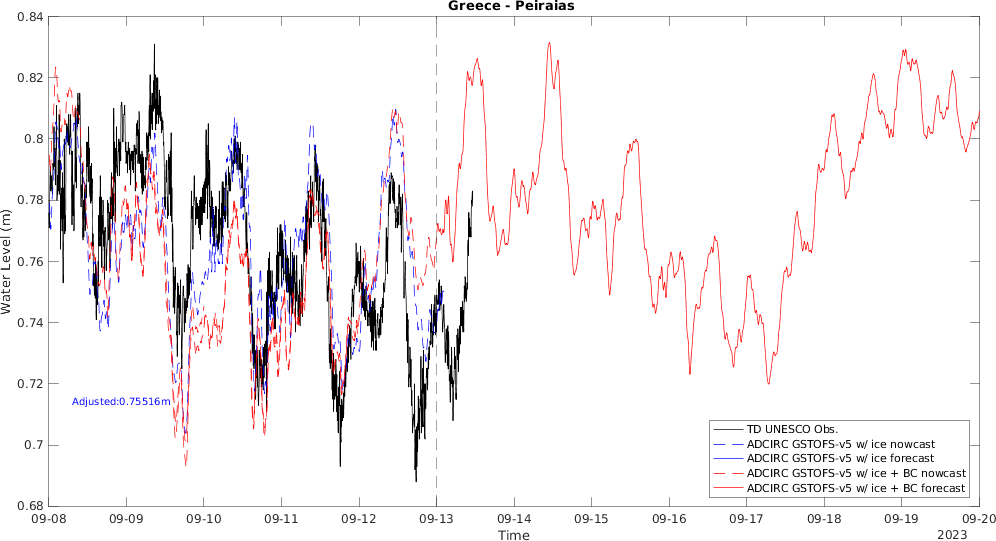 Greece - Peiraias
0.84
0.82
0.8
0.78
0.76
0.74
0.72
0.7
0.68
Water Level (m)
Adjusted:0.75516m
TD UNESCO Obs.
ADCIRC GSTOFS-v5 w/ ice nowcast
ADCIRC GSTOFS-v5 w/ ice forecast
ADCIRC GSTOFS-v5 w/ ice + BC nowcast
ADCIRC GSTOFS-v5 w/ ice + BC forecast
09-08 09-09 09-10 09-11 09-12 09-13 09-14 09-15 09-16 09-17 09-18 09-19 09-20
Time
2023